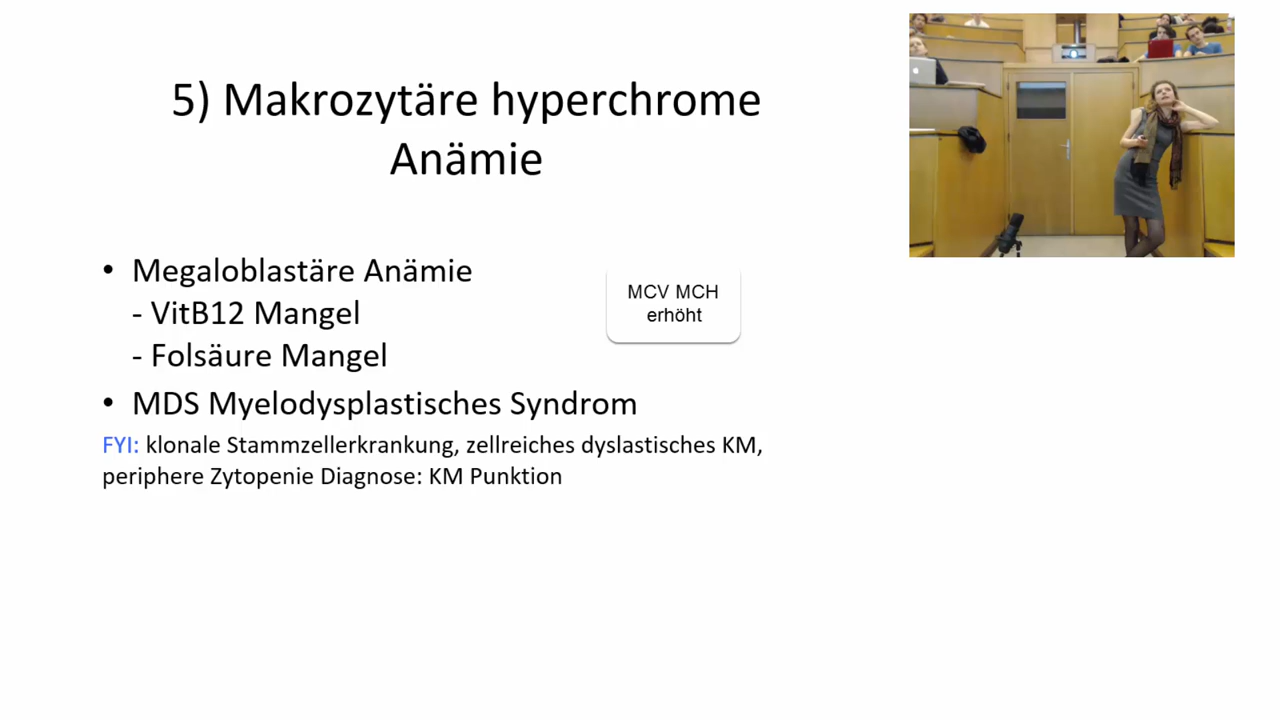 5) Makrozytäre hyperchrome
Anämie
• Megaloblastäre Anämie
- VitB12 Mangel
- Folsäure Mangel
MCV MCH
erhöht
• MDS Myelodysplastisches Syndrom
FYI: klonale Stammzellerkrankung, zellreiches dyslastisches KM,
periphere Zytopenie Diagnose: KM Punktion